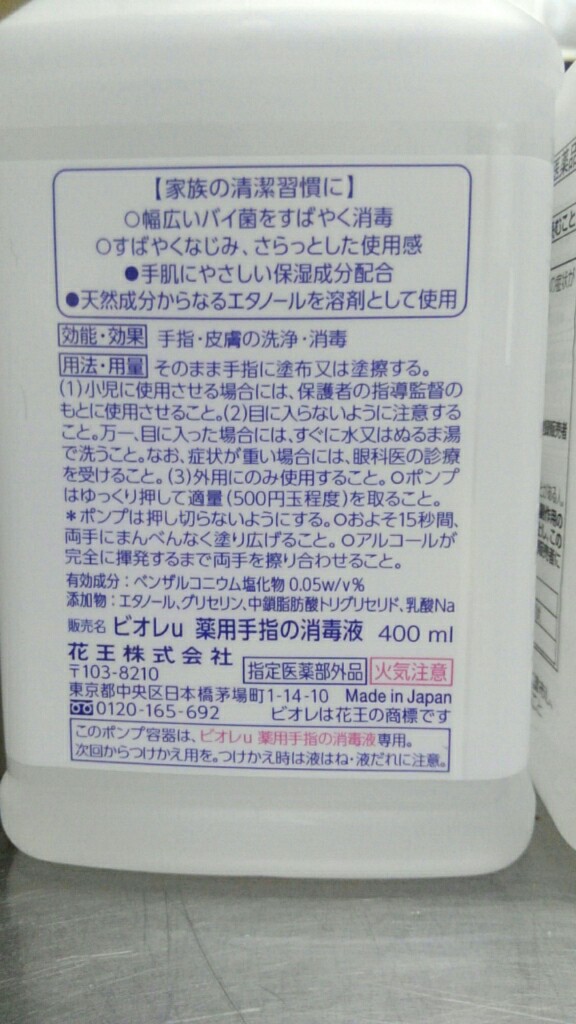 【家族の清潔習慣に】
○幅広いバイ菌をすばやく消毒
○すばやくなじみ、さらっとした使用感
●手肌にやさしい保湿成分配合
●天然成分からなるエタノールを溶剤として使用
効能・効果 手指・皮膚の洗浄・消毒
用法・用量 そのまま手指に塗布又は塗擦する。
(1)小児に使用させる場合には、保護者の指導監督の
もとに使用させること。(2)目に入らないように注意する
こと。万一、目に入った場合には、すぐに水又はぬるま湯
で洗うこと。なお、症状が重い場合には、眼科医の診療
を受けること。(3)外用にのみ使用すること。○ポンプ
はゆっくり押して適量(500円玉程度)を取ること。
*ポンプは押し切らないようにする。○およそ15秒間、
両手にまんべんなく塗り広げること。○アルコールが
完全に揮発するまで両手を擦り合わせること。
有効成分:ベンザルコニウム塩化物 0.05w/v%
添加物:エタノール、グリセリン、中鎖脂肪酸トリグリセリド、乳酸Na
販売名 ビオレu 薬用手指の消毒液 400 ml
花王株式会社 指定医薬部外品 火気注意
〒103-8210
東京都中央区日本橋茅場町1-14-10 Made in Japan
0120-165-692 ビオレは花王の商標です
このポンプ容器は、ビオレu 薬用手指の消毒液専用。
次回からつけかえ用を。つけかえ時は液はね・液だれに注意。